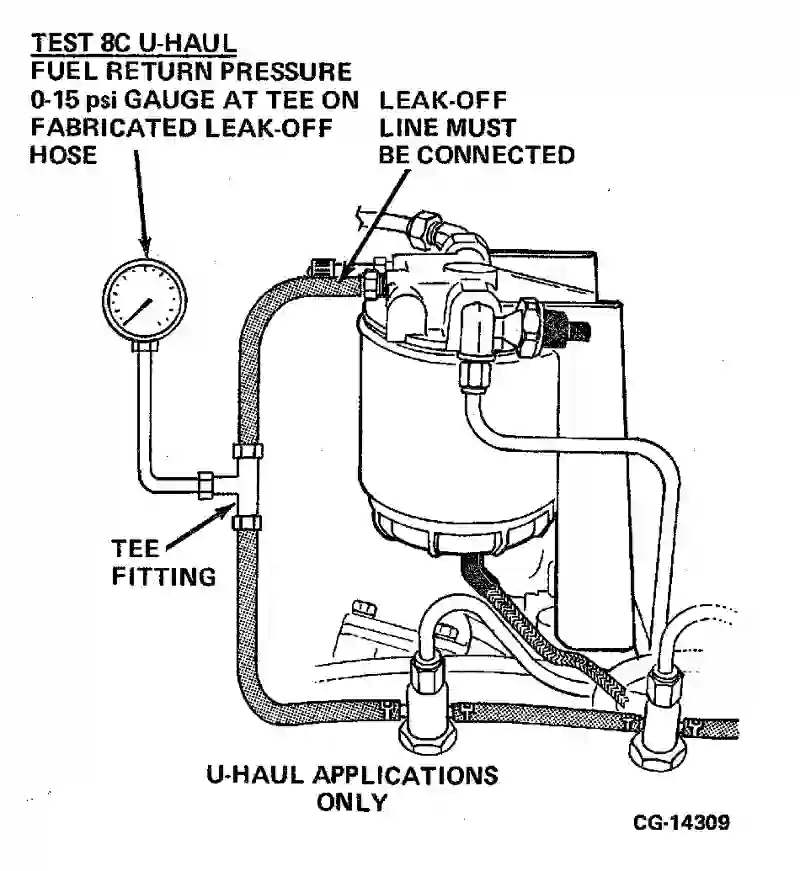 TEST 8C U-HAUL
FUEL RETURN PRESSURE
0-15 psi GAUGE AT TEE ON
FABRICATED LEAK-OFF
HOSE
LEAK-OFF
LINE MUST
BE CONNECTED
TEE
FITTING
U-HAUL APPLICATIONS
ONLY
CG-14309